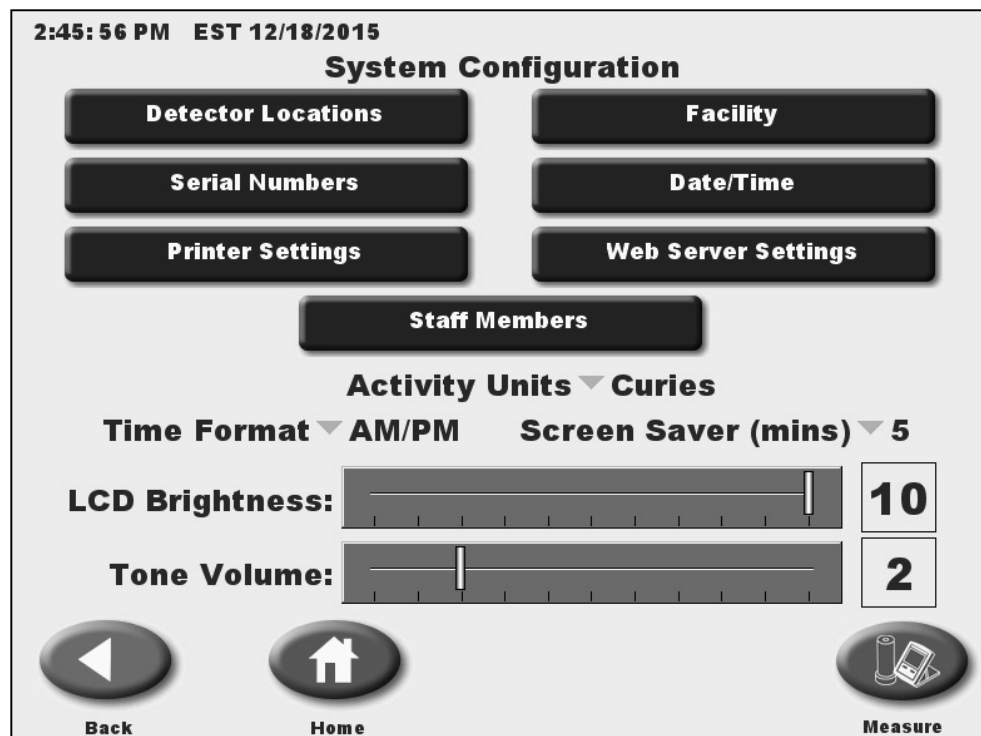 2:45:56 PM EST 12/18/2015
System Configuration
Detector Locations Facility
Serial Numbers Date/Time
Printer Settings Web Server Settings
Staff Members
Activity Units Curies
Time Format AM/PM Screen Saver (mins) 5
LCD Brightness: 10
Tone Volume: 2
Back Home Measure